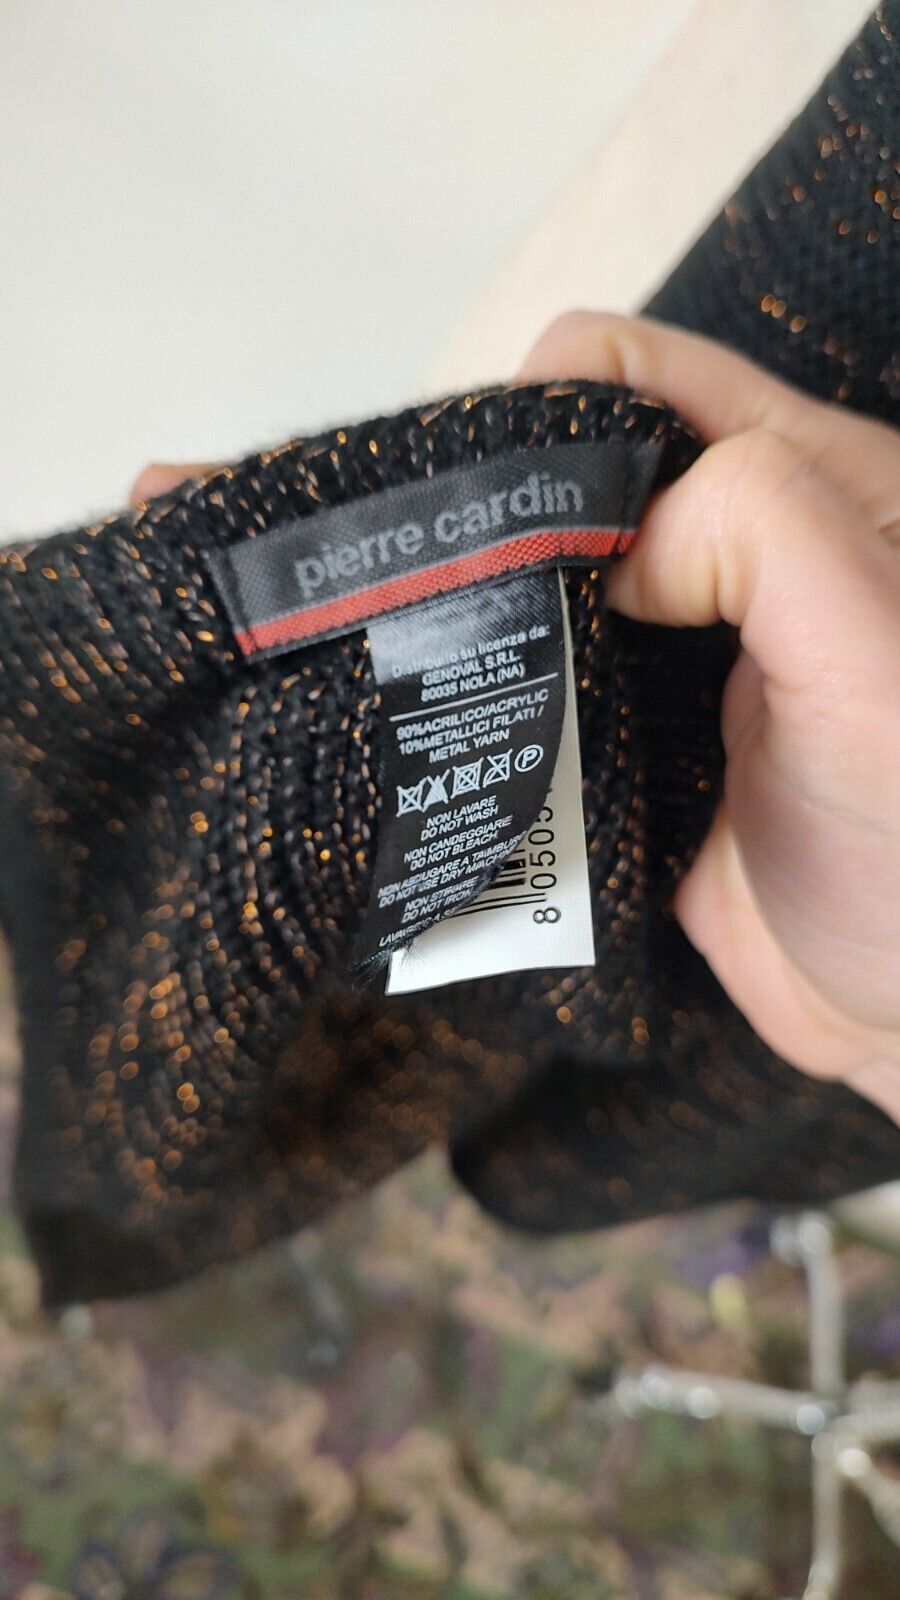 pierre cardin
Distribuito su licenza da:
GENOVAL S.R.L.
80035 NOLA (NA)
90%ACRILICO/ACRYLIC
10%METALLICI FILATI /
METAL YARN
P
NON LAVARE
DO NOT WASH
NON CANDEGGIARE
DO NOT BLEACH
NON ASCIUGARE A TAMBURO
DO NOT USE DRY MACHINE
NON STIRARE
DO NOT IRON
8 05051